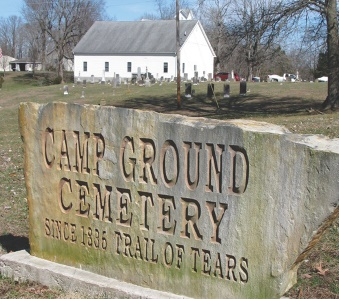 CAMP GROUND
CEMETERY
SINCE 1836 TRAIL OF TEARS